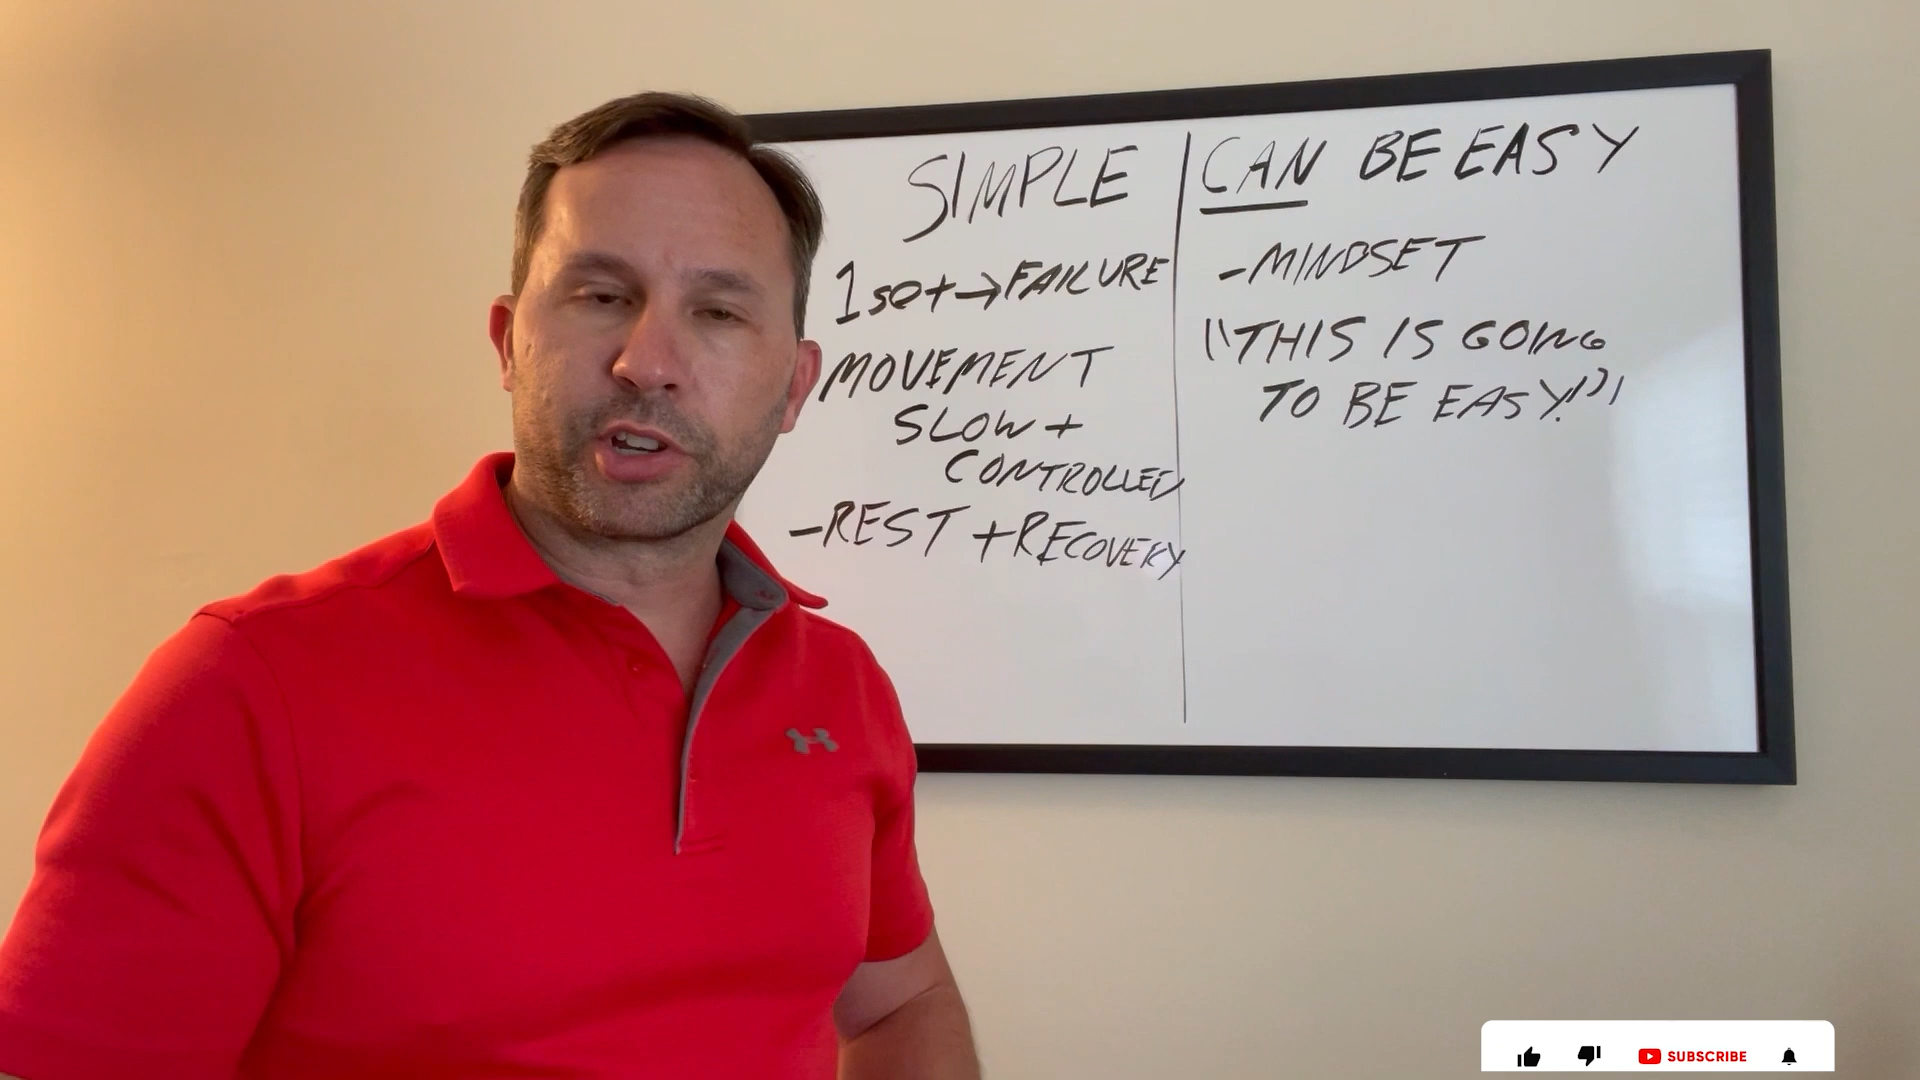 SIMPLE
1 set → FAILURE
MOVEMENT
SLOW +
CONTROLLED
- REST + RECOVERY
CAN BE EASY
- MINDSET
"THIS IS GOING
TO BE EASY!"
SUBSCRIBE